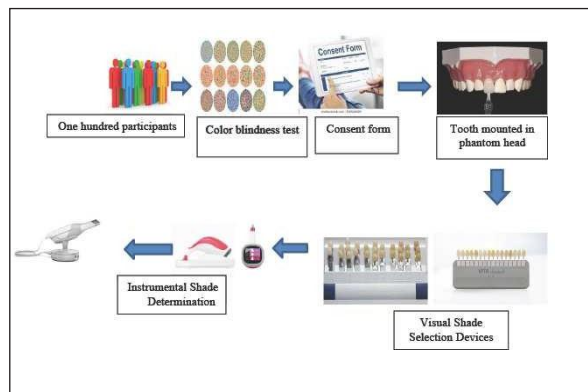 Consent Form
One hundred participants
Color blindness test
Consent form
Tooth mounted in
phantom head
Instrumental Shade
Determination
Visual Shade
Selection Devices